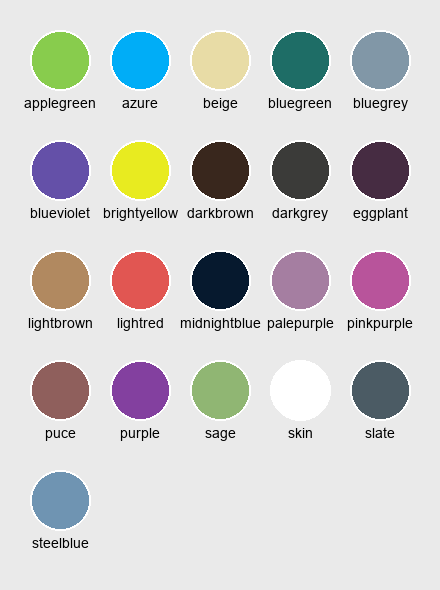 applegreen azure beige bluegreen bluegrey
blueviolet brightyellow darkbrown darkgrey eggplant
lightbrown lightred midnightblue palepurple pinkpurple
puce purple sage skin slate
steelblue